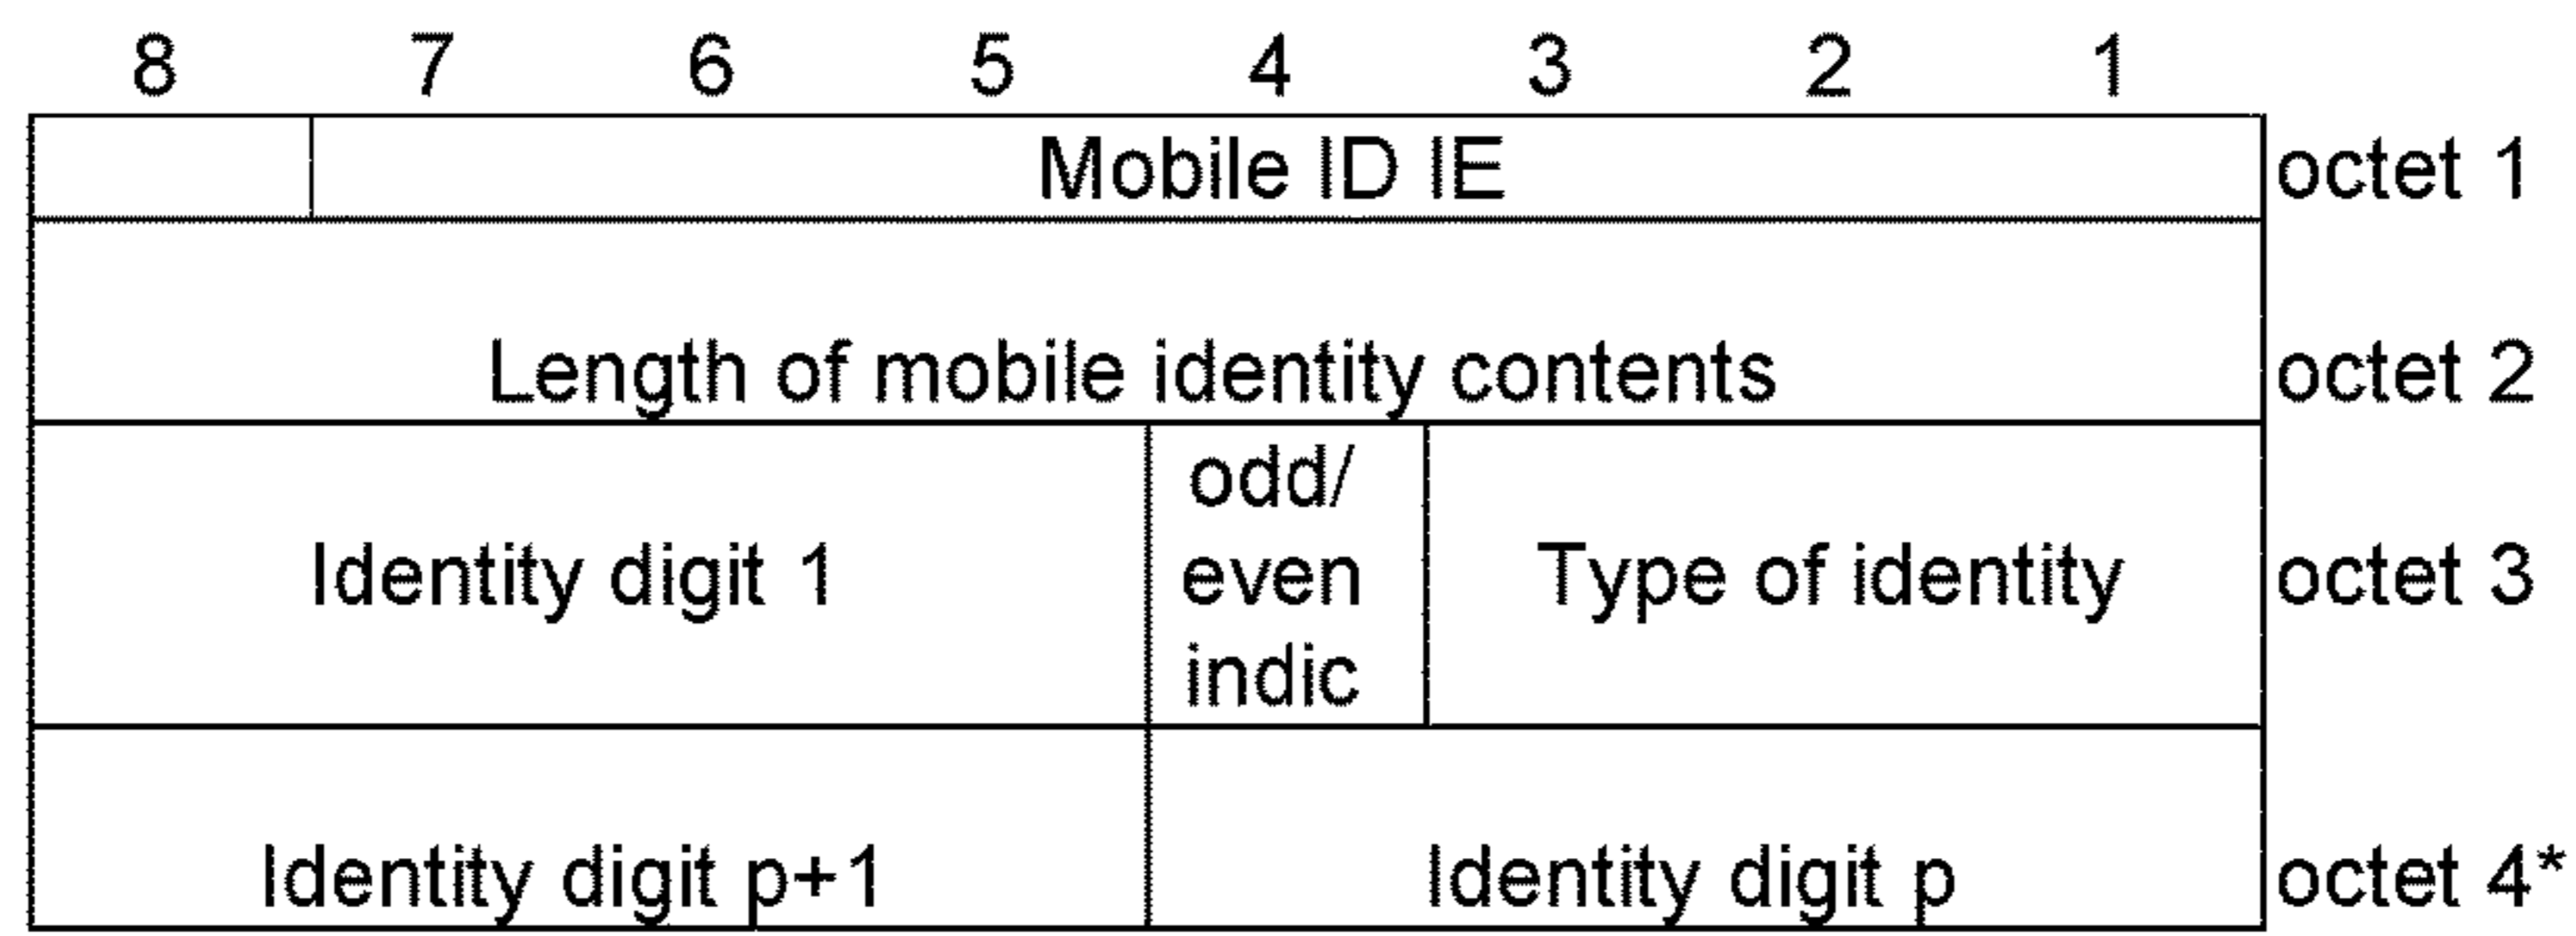 8 7 6 5 4 3 2 1
Mobile ID IE octet 1
Length of mobile identity contents octet 2
odd/
Identity digit 1 even Type of identity octet 3
indic
Identity digit p+1 Identity digit p octet 4*